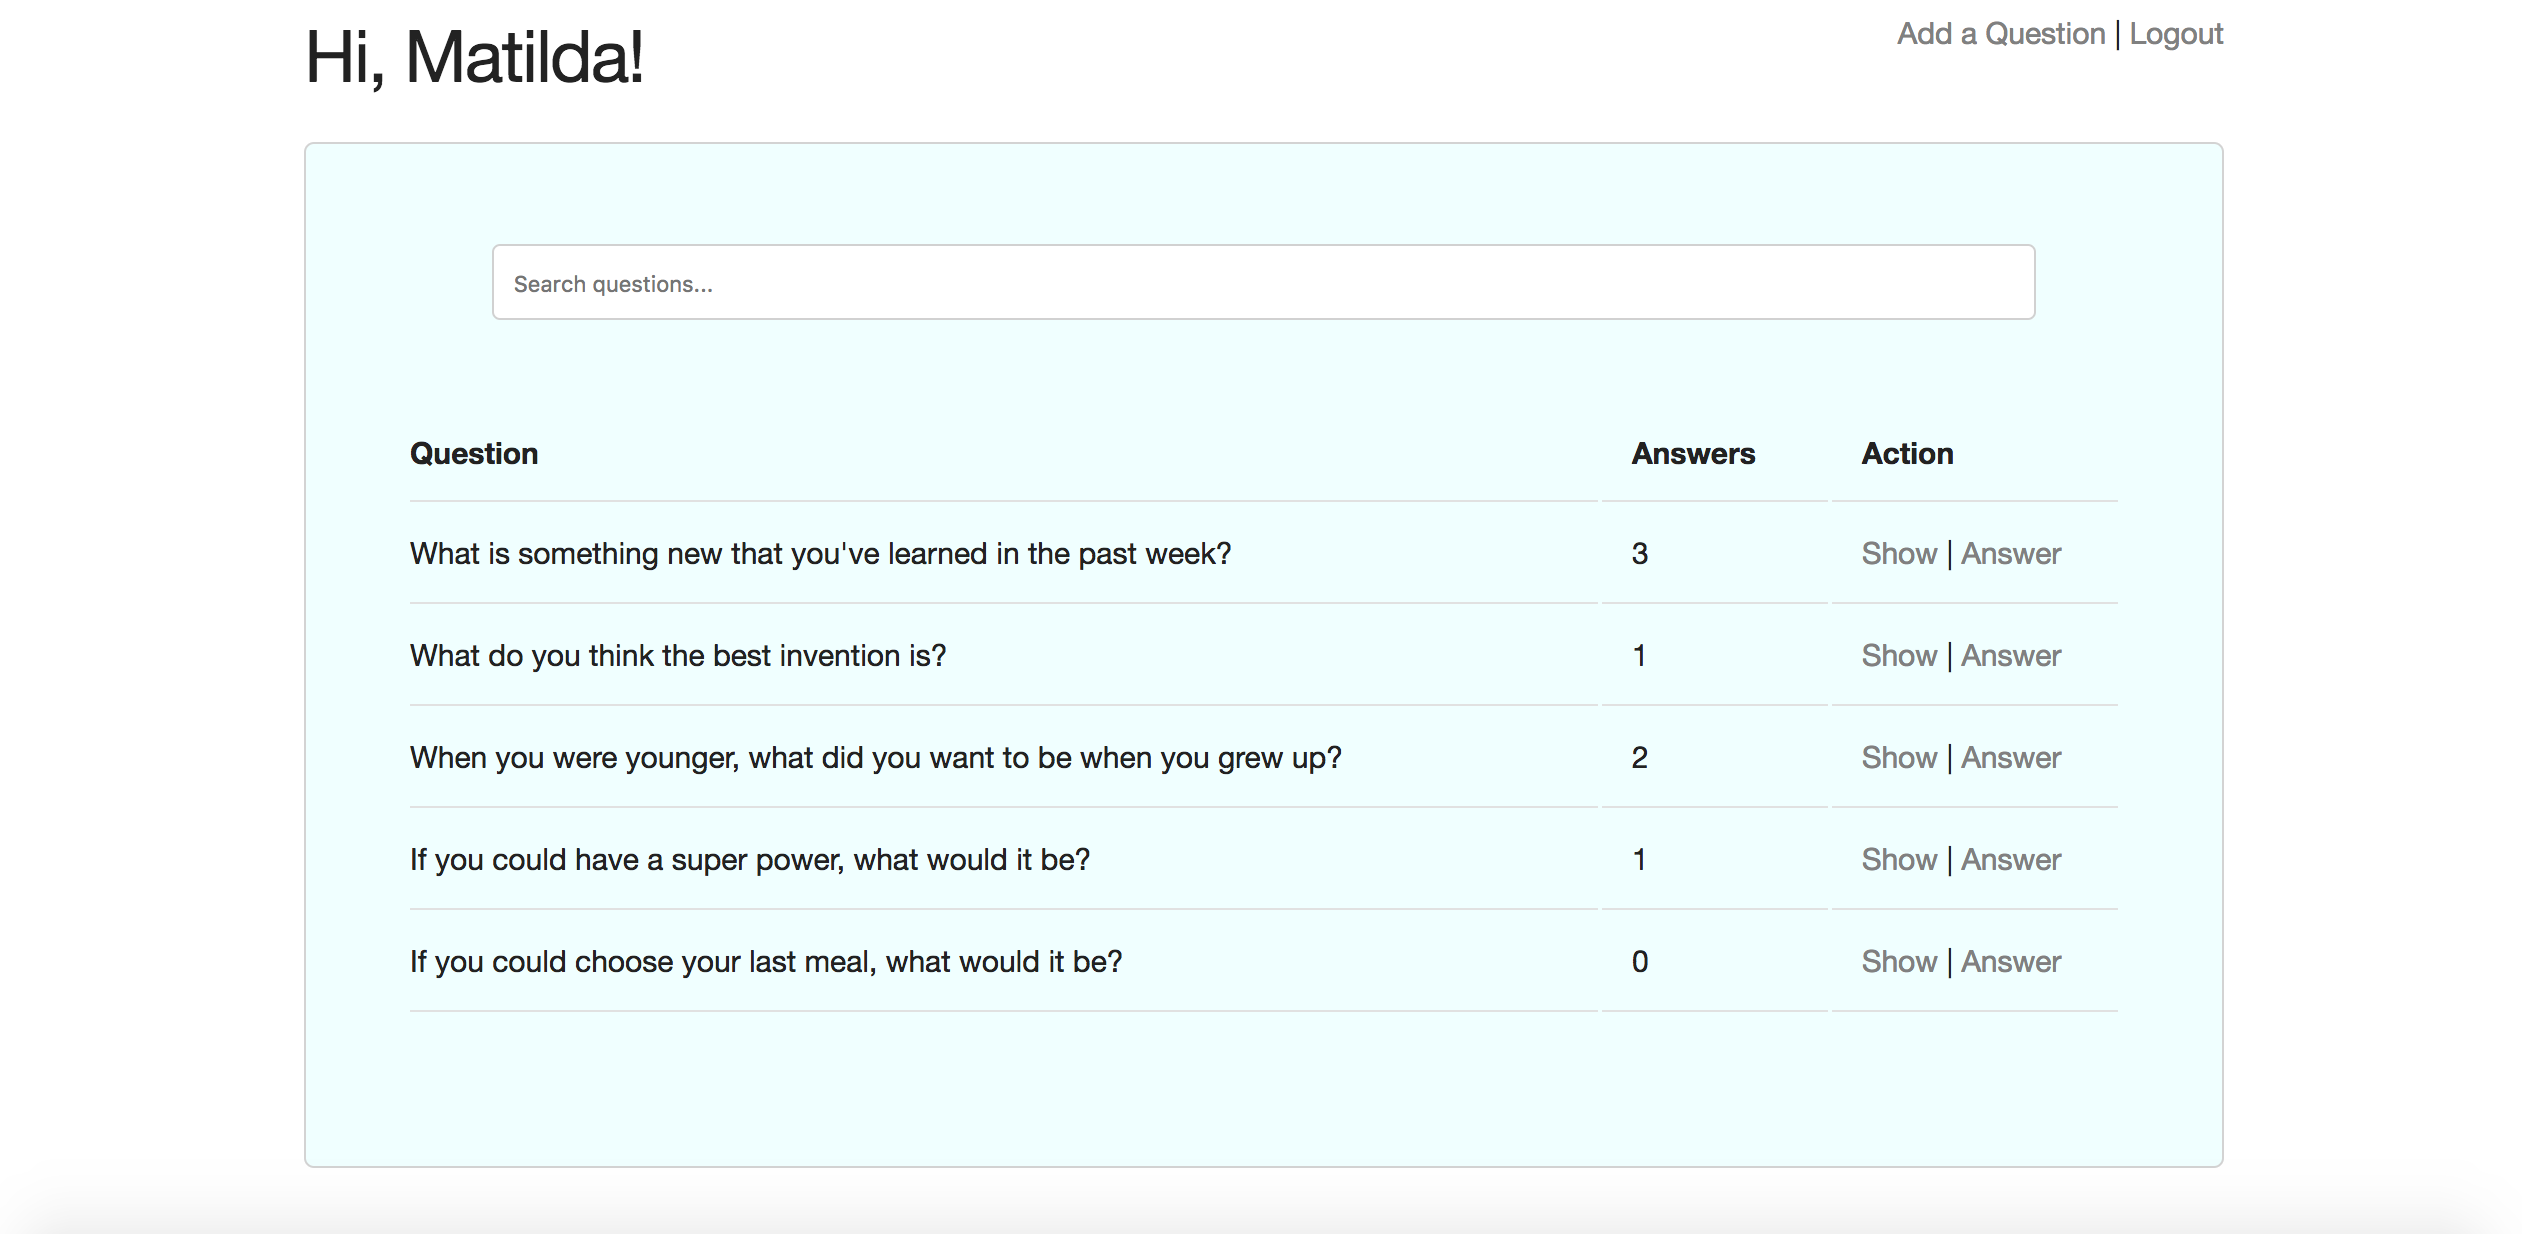 Hi, Matilda!
Add a Question | Logout
Search questions...
Question Answers Action
What is something new that you've learned in the past week? 3 Show | Answer
What do you think the best invention is? 1 Show | Answer
When you were younger, what did you want to be when you grew up? 2 Show | Answer
If you could have a super power, what would it be? 1 Show | Answer
If you could choose your last meal, what would it be? 0 Show | Answer